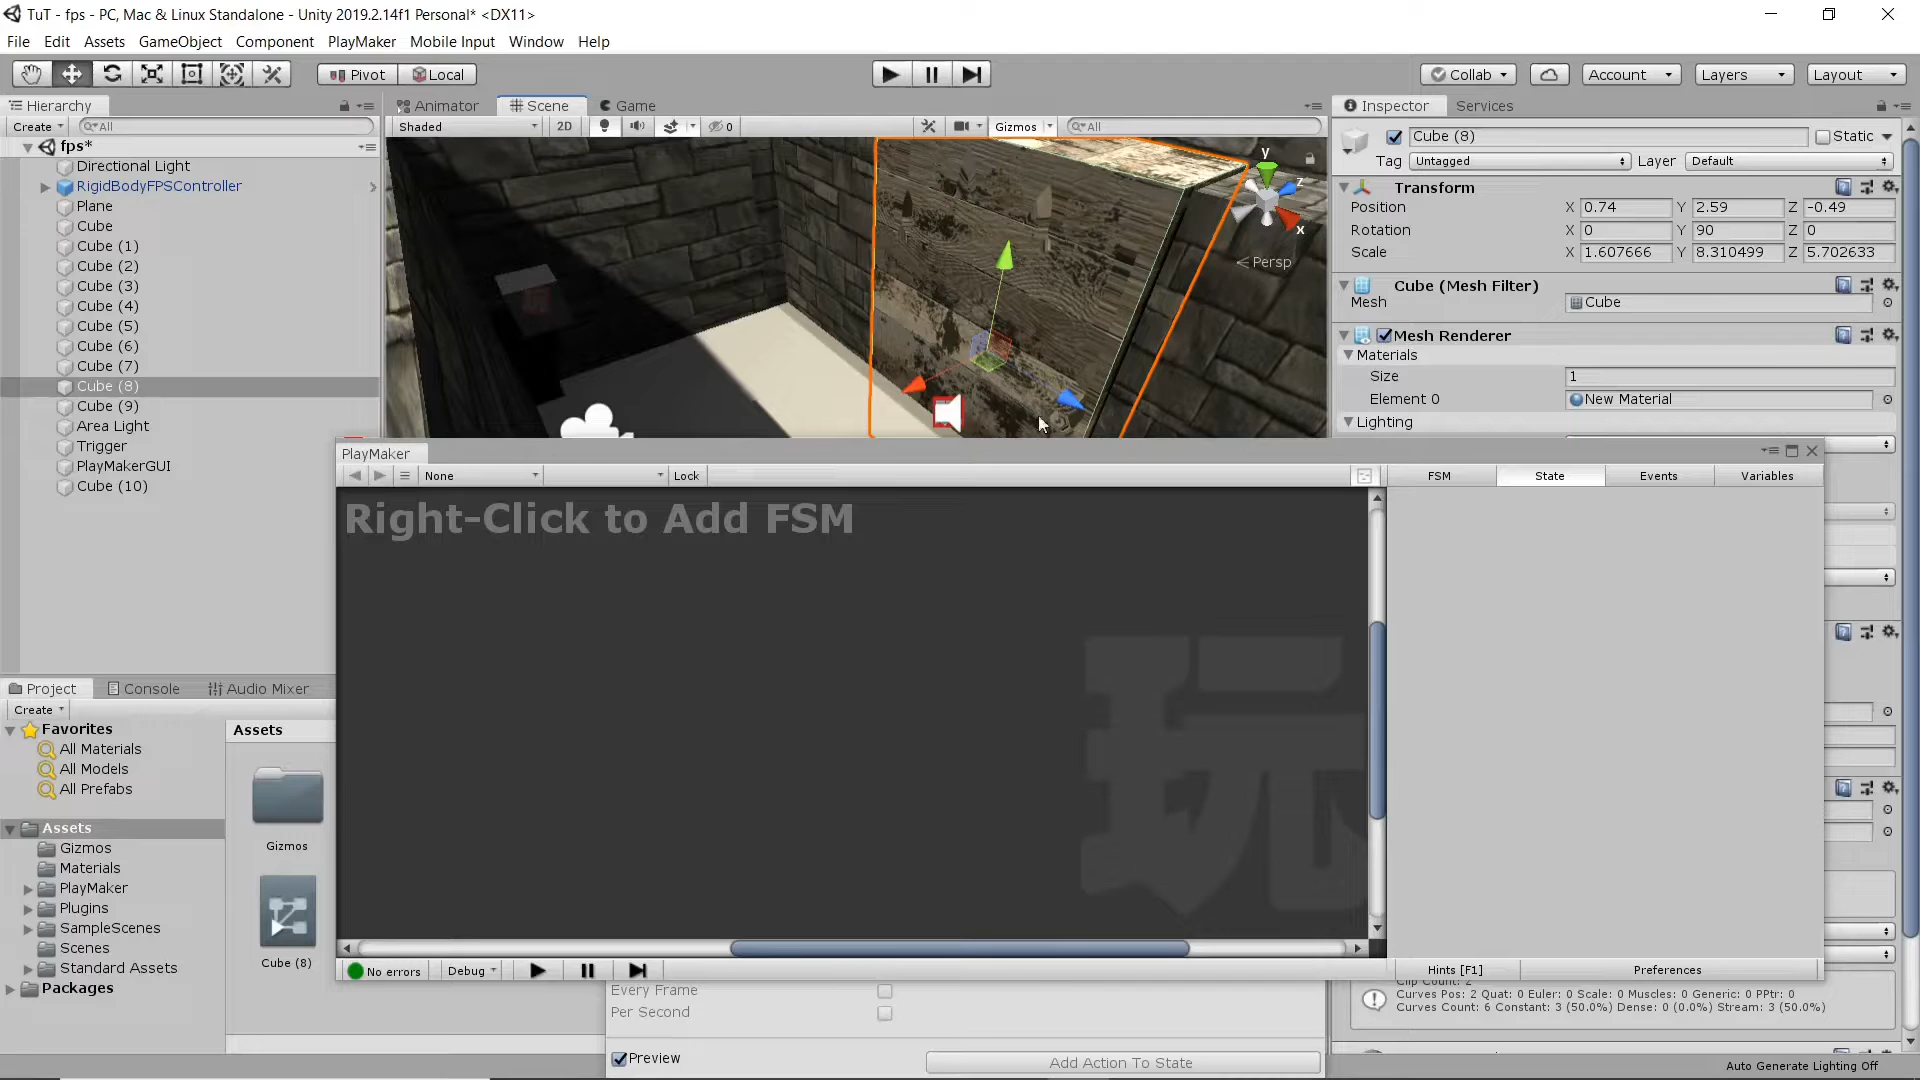 TuT - fps - PC, Mac & Linux Standalone - Unity 2019.2.14f1 Personal* <DX11>
File Edit Assets GameObject Component PlayMaker Mobile Input Window Help
Pivot Local Collab Account Layers Layout
Hierarchy Animator Scene Game Inspector Services
Create All Shaded 2D 0 Gizmos All
Cube (8) Static
Tag Untagged Layer Default
fps*
Directional Light
RigidBodyFPSController
Plane
Cube
Cube (1)
Cube (2)
Cube (3)
Cube (4)
Cube (5)
Cube (6)
Cube (7)
Cube (8)
Cube (9)
Area Light
Trigger
PlayMakerGUI
Cube (10)
y
z
x
Persp
Transform
Position X 0.74 Y 2.59 Z -0.49
Rotation X 0 Y 90 Z 0
Scale X 1.607666 Y 8.310499 Z 5.702633
Cube (Mesh Filter)
Mesh Cube
Mesh Renderer
Materials
Size 1
Element 0 New Material
Lighting
PlayMaker
None Lock FSM State Events Variables
Right-Click to Add FSM
玩
No errors Debug Hints [F1] Preferences
Project Console Audio Mixer
Create
Favorites
All Materials
All Models
All Prefabs
Assets
Gizmos
Materials
PlayMaker
Plugins
SampleScenes
Scenes
Standard Assets
Packages
Assets
Gizmos
Cube (8)
Every Frame
Per Second
Preview Add Action To State
Curves Pos: 2 Quat: 0 Euler: 0 Scale: 0 Muscles: 0 Generic: 0 PPtr: 0
Curves Count: 6 Constant: 3 (50.0%) Dense: 0 (0.0%) Stream: 3 (50.0%)
Auto Generate Lighting Off